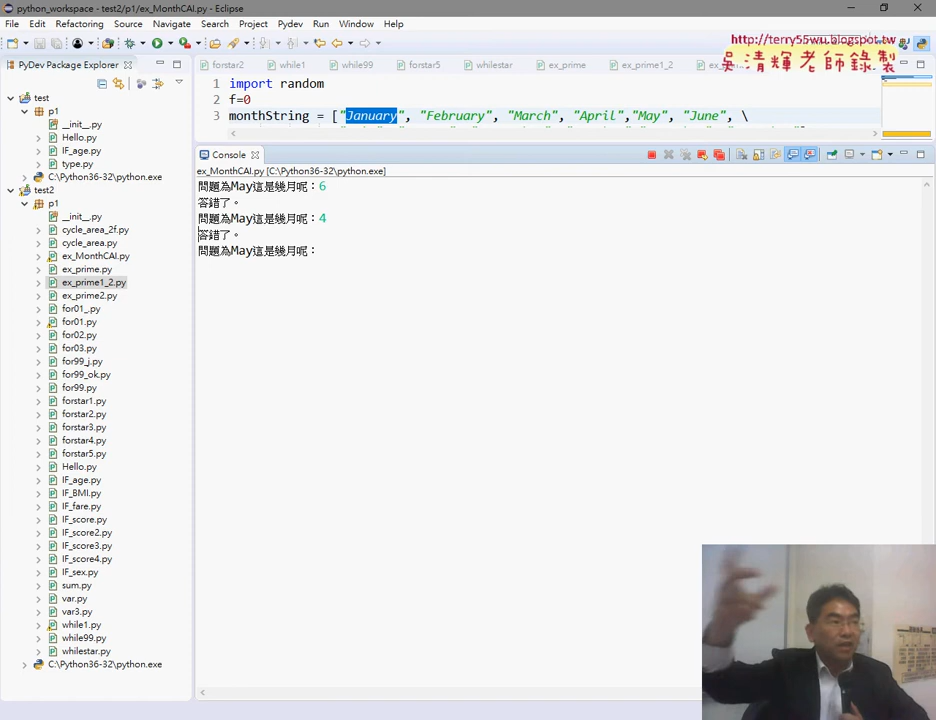 python_workspace - test2/p1/ex_MonthCAI.py - Eclipse
File Edit Refactoring Source Navigate Search Project Pydev Run Window Help
http://terry55wu.blogspot.tw
吳清輝老師錄製
PyDev Package Explorer
forstar2 while1 while99 forstar5 whilestar ex_prime ex_prime1_2
1 import random
2 f=0
3 monthString = ["January", "February", "March", "April","May", "June", \
Console
ex_MonthCAI.py [C:\Python36-32\python.exe]
問題為May這是幾月呢：6
答錯了。
問題為May這是幾月呢：4
答錯了。
問題為May這是幾月呢：
test
p1
__init__.py
Hello.py
IF_age.py
type.py
C:\Python36-32\python.exe
test2
p1
__init__.py
cycle_area_2f.py
cycle_area.py
ex_MonthCAI.py
ex_prime.py
ex_prime1_2.py
ex_prime2.py
for01_.py
for01.py
for02.py
for03.py
for99_j.py
for99_ok.py
for99.py
forstar1.py
forstar2.py
forstar3.py
forstar4.py
forstar5.py
Hello.py
IF_age.py
IF_BMI.py
IF_fare.py
IF_score.py
IF_score2.py
IF_score3.py
IF_score4.py
IF_sex.py
sum.py
var.py
var3.py
while1.py
while99.py
whilestar.py
C:\Python36-32\python.exe